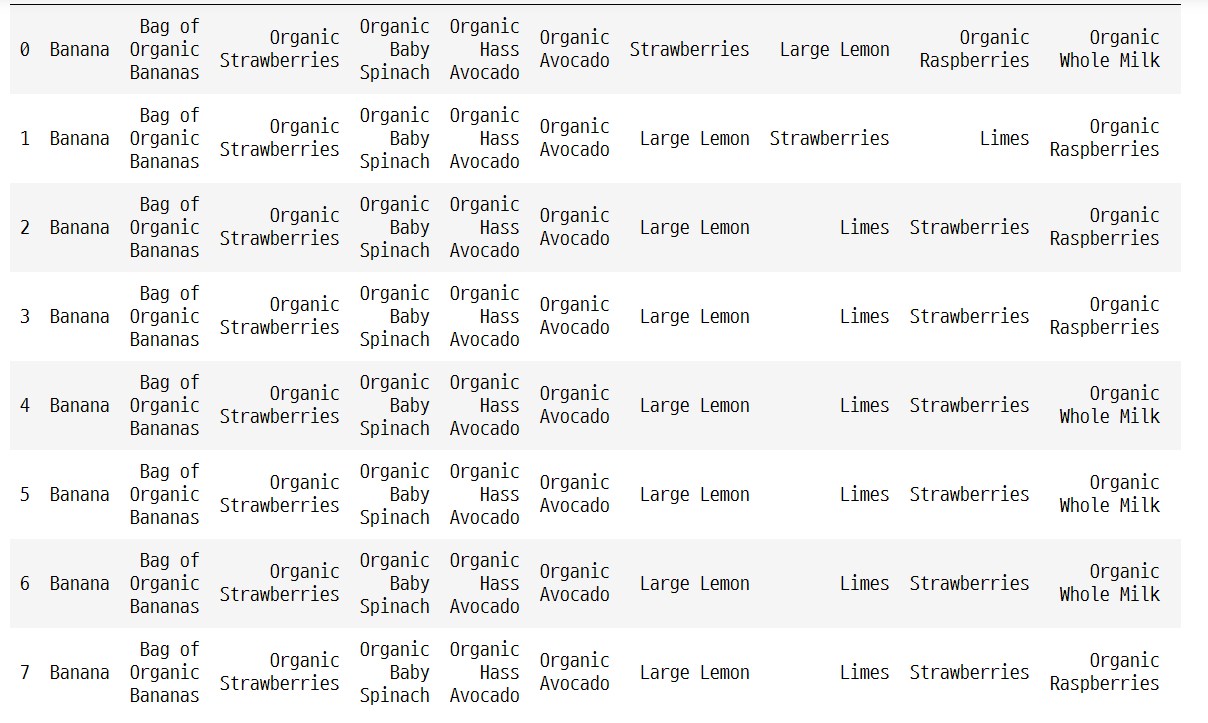 0 Banana Bag of Organic Bananas Organic Strawberries Organic Baby Spinach Organic Hass Avocado Organic Avocado Strawberries Large Lemon Organic Raspberries Organic Whole Milk
1 Banana Bag of Organic Bananas Organic Strawberries Organic Baby Spinach Organic Hass Avocado Organic Avocado Large Lemon Strawberries Limes Organic Raspberries
2 Banana Bag of Organic Bananas Organic Strawberries Organic Baby Spinach Organic Hass Avocado Organic Avocado Large Lemon Limes Strawberries Organic Raspberries
3 Banana Bag of Organic Bananas Organic Strawberries Organic Baby Spinach Organic Hass Avocado Organic Avocado Large Lemon Limes Strawberries Organic Raspberries
4 Banana Bag of Organic Bananas Organic Strawberries Organic Baby Spinach Organic Hass Avocado Organic Avocado Large Lemon Limes Strawberries Organic Whole Milk
5 Banana Bag of Organic Bananas Organic Strawberries Organic Baby Spinach Organic Hass Avocado Organic Avocado Large Lemon Limes Strawberries Organic Whole Milk
6 Banana Bag of Organic Bananas Organic Strawberries Organic Baby Spinach Organic Hass Avocado Organic Avocado Large Lemon Limes Strawberries Organic Whole Milk
7 Banana Bag of Organic Bananas Organic Strawberries Organic Baby Spinach Organic Hass Avocado Organic Avocado Large Lemon Limes Strawberries Organic Raspberries